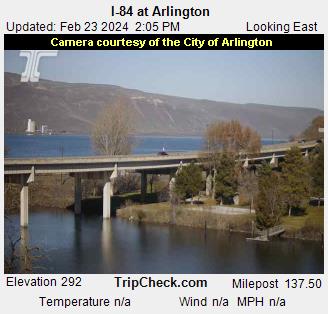 I-84 at Arlington
Updated: Feb 23 2024 2:05 PM Looking East
Camera courtesy of the City of Arlington
Elevation 292 TripCheck.com Milepost 137.50
Temperature n/a Wind n/a MPH n/a